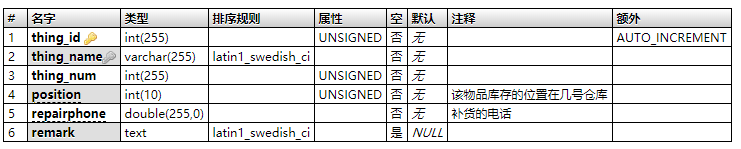 # 名字 类型 排序规则 属性 空 默认 注释 额外
1 thing_id int(255) UNSIGNED 否 无 AUTO_INCREMENT
2 thing_name varchar(255) latin1_swedish_ci 否 无
3 thing_num int(255) UNSIGNED 否 无
4 position int(10) UNSIGNED 否 无 该物品库存的位置在几号仓库
5 repairphone double(255,0) 否 无 补货的电话
6 remark text latin1_swedish_ci 是 NULL